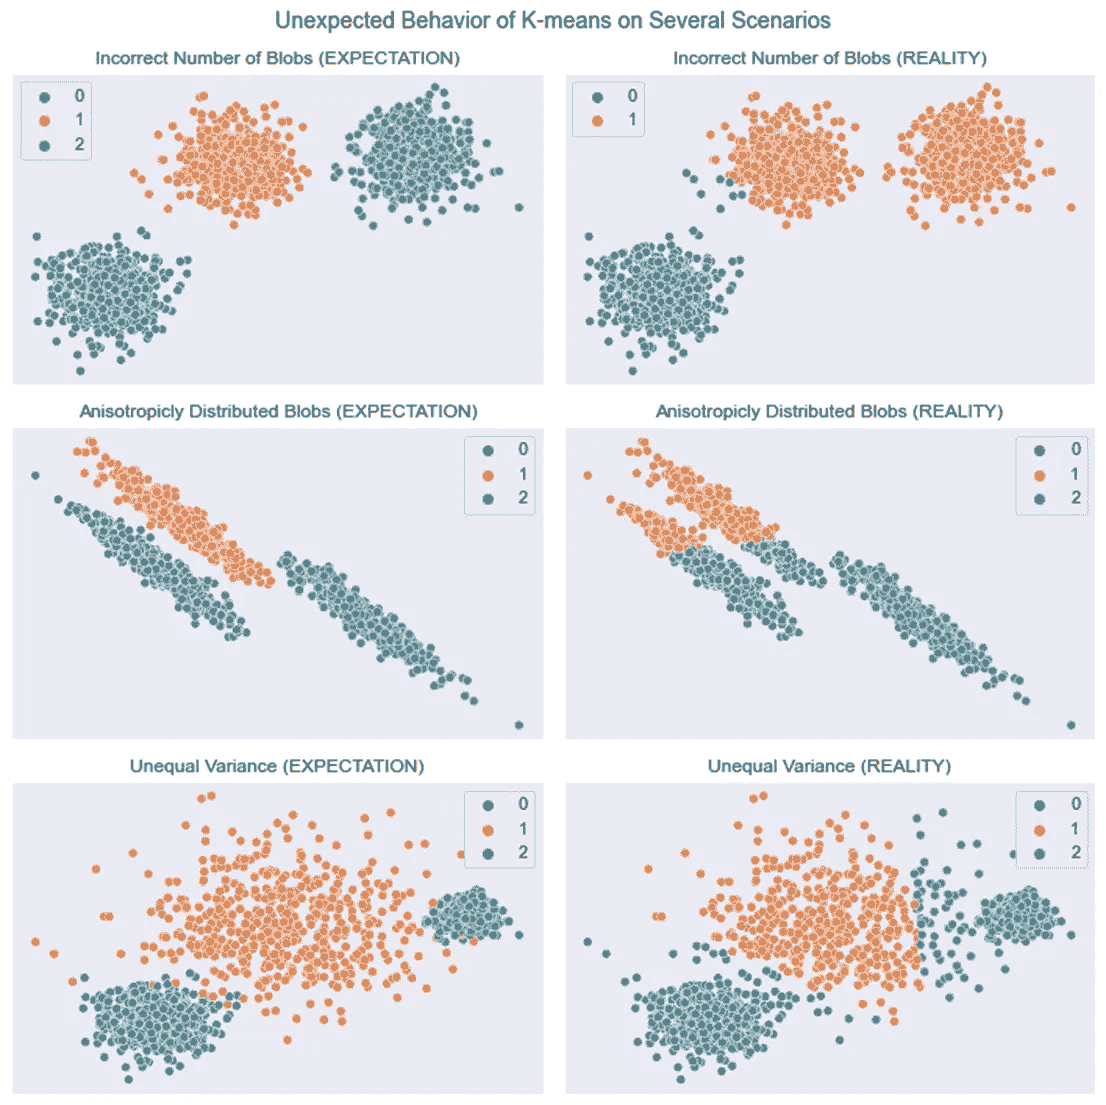 Unexpected Behavior of K-means on Several Scenarios
Incorrect Number of Blobs (EXPECTATION)
0
1
2
Incorrect Number of Blobs (REALITY)
0
1
Anisotropicly Distributed Blobs (EXPECTATION)
0
1
2
Anisotropicly Distributed Blobs (REALITY)
0
1
2
Unequal Variance (EXPECTATION)
0
1
2
Unequal Variance (REALITY)
0
1
2